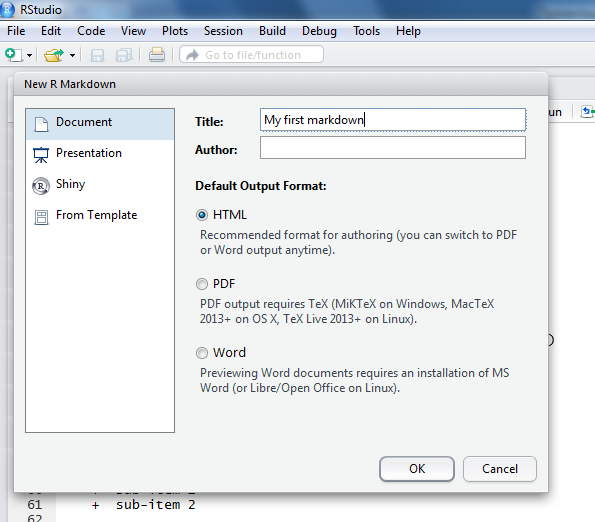 RStudio
File Edit Code View Plots Session Build Debug Tools Help
Go to file/function
New R Markdown
Document
Presentation
Shiny
From Template
Title: My first markdown
Author:
Default Output Format:
HTML
Recommended format for authoring (you can switch to PDF
or Word output anytime).
PDF
PDF output requires TeX (MiKTeX on Windows, MacTeX
2013+ on OS X, TeX Live 2013+ on Linux).
Word
Previewing Word documents requires an installation of MS
Word (or Libre/Open Office on Linux).
OK Cancel
un
61 + sub-item 2
62